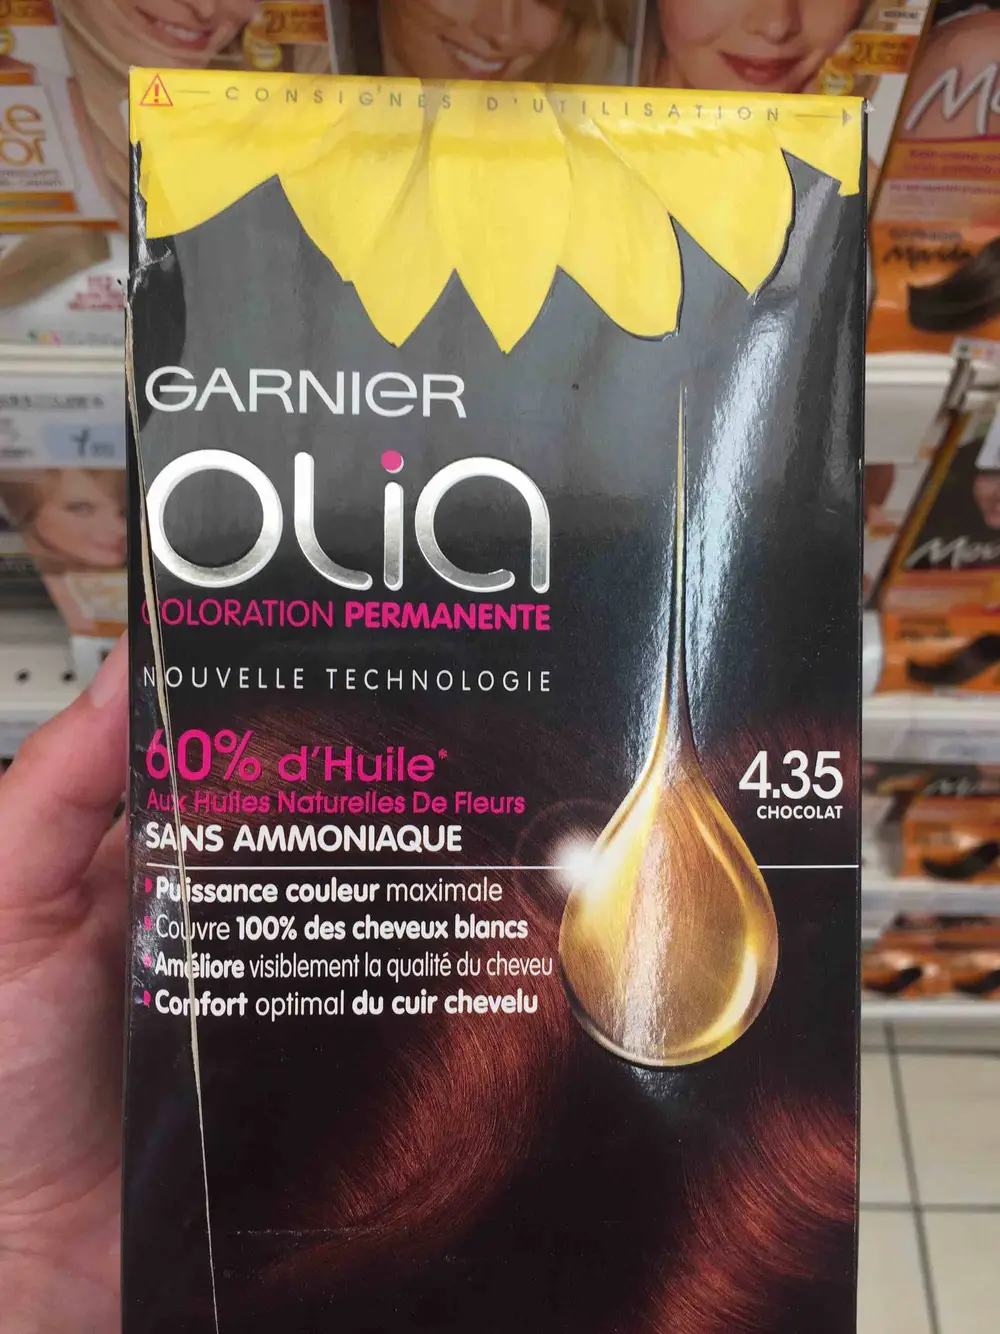 CONSIGNES D'UTILISATION
GARNIER
OLiA
COLORATION PERMANENTE
NOUVELLE TECHNOLOGIE
60% d'Huile*
Aux Huiles Naturelles De Fleurs
SANS AMMONIAQUE
4.35
CHOCOLAT
Puissance couleur maximale
Couvre 100% des cheveux blancs
Améliore visiblement la qualité du cheveu
Confort optimal du cuir chevelu